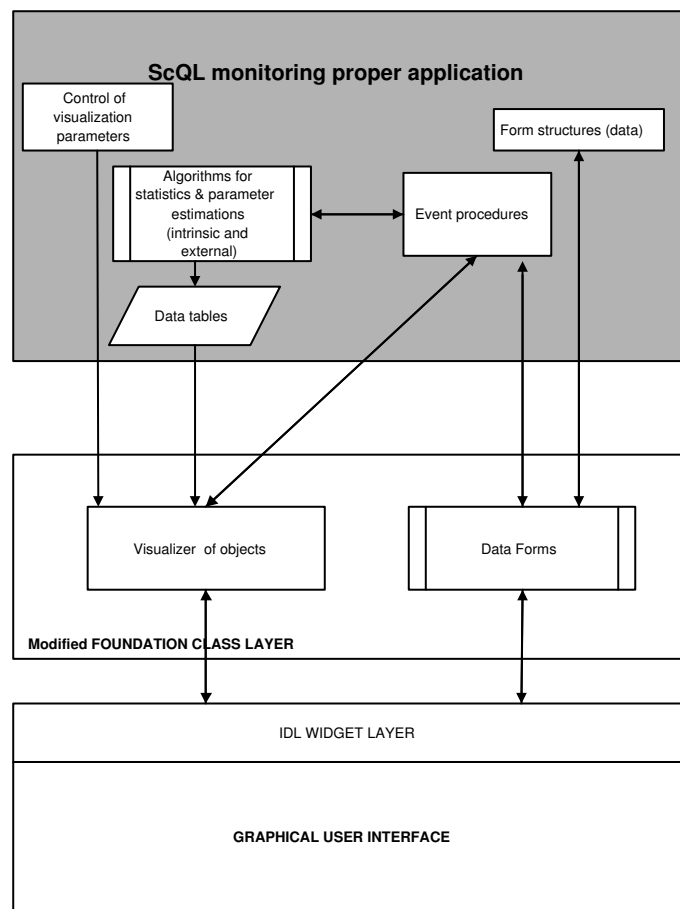 ScQL monitoring proper application
Control of
visualization
parameters
Form structures (data)
Algorithms for
statistics & parameter
estimations
(intrinsic and
external)
Event procedures
Data tables
Visualizer of objects
Data Forms
Modified FOUNDATION CLASS LAYER
IDL WIDGET LAYER
GRAPHICAL USER INTERFACE